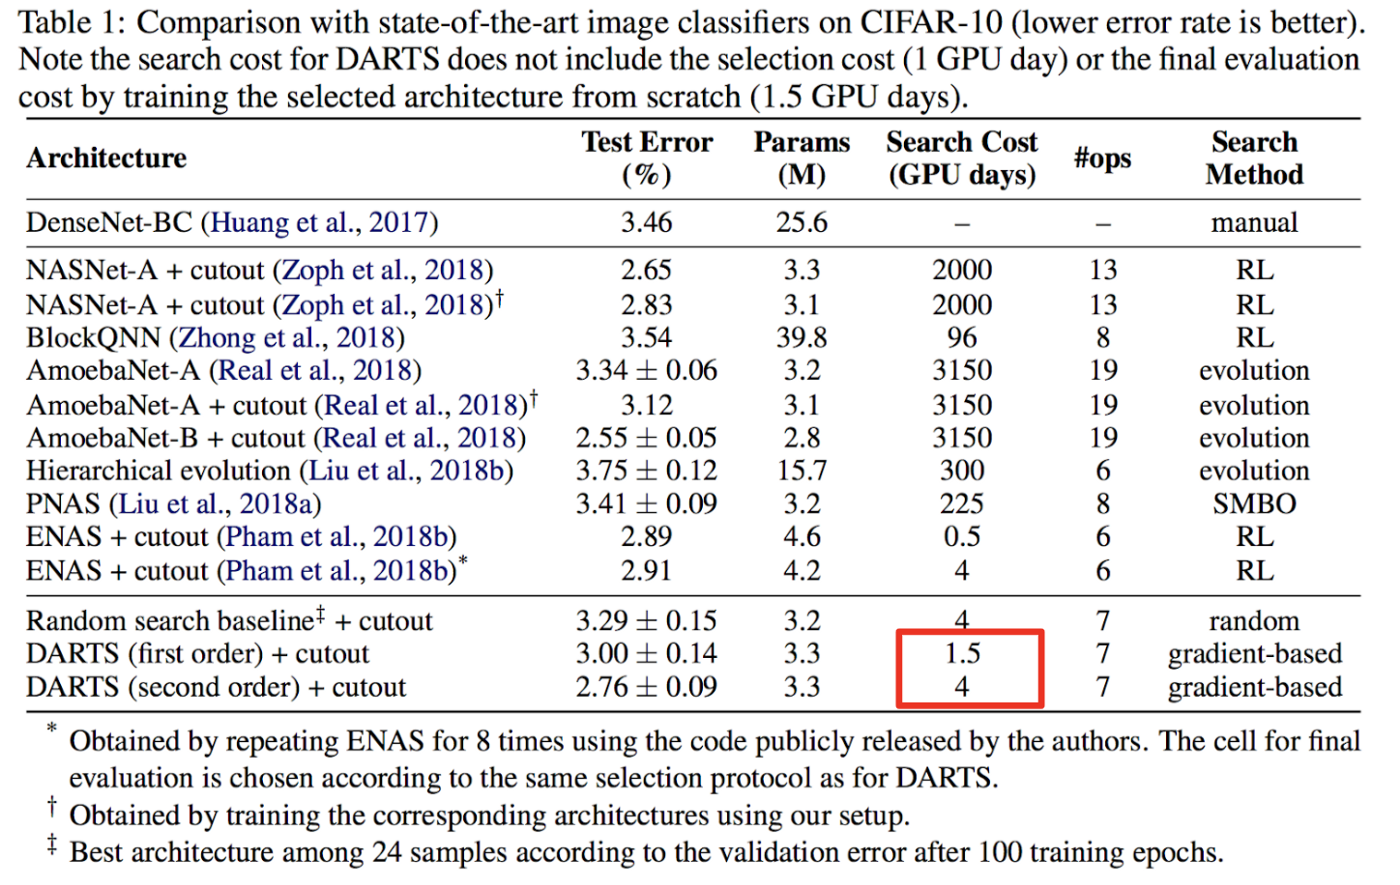 Table 1: Comparison with state-of-the-art image classifiers on CIFAR-10 (lower error rate is better).
Note the search cost for DARTS does not include the selection cost (1 GPU day) or the final evaluation
cost by training the selected architecture from scratch (1.5 GPU days).
Architecture Test Error (%) Params (M) Search Cost (GPU days) #ops Search Method
DenseNet-BC (Huang et al., 2017) 3.46 25.6 – – manual
NASNet-A + cutout (Zoph et al., 2018) 2.65 3.3 2000 13 RL
NASNet-A + cutout (Zoph et al., 2018)† 2.83 3.1 2000 13 RL
BlockQNN (Zhong et al., 2018) 3.54 39.8 96 8 RL
AmoebaNet-A (Real et al., 2018) 3.34 ± 0.06 3.2 3150 19 evolution
AmoebaNet-A + cutout (Real et al., 2018)† 3.12 3.1 3150 19 evolution
AmoebaNet-B + cutout (Real et al., 2018) 2.55 ± 0.05 2.8 3150 19 evolution
Hierarchical evolution (Liu et al., 2018b) 3.75 ± 0.12 15.7 300 6 evolution
PNAS (Liu et al., 2018a) 3.41 ± 0.09 3.2 225 8 SMBO
ENAS + cutout (Pham et al., 2018b) 2.89 4.6 0.5 6 RL
ENAS + cutout (Pham et al., 2018b)* 2.91 4.2 4 6 RL
Random search baseline‡ + cutout 3.29 ± 0.15 3.2 4 7 random
DARTS (first order) + cutout 3.00 ± 0.14 3.3 1.5 7 gradient-based
DARTS (second order) + cutout 2.76 ± 0.09 3.3 4 7 gradient-based
* Obtained by repeating ENAS for 8 times using the code publicly released by the authors. The cell for final
evaluation is chosen according to the same selection protocol as for DARTS.
† Obtained by training the corresponding architectures using our setup.
‡ Best architecture among 24 samples according to the validation error after 100 training epochs.